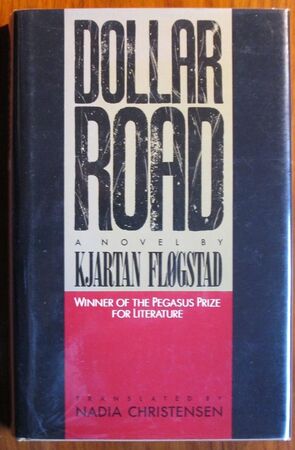 DOLLAR
ROAD
A NOVEL BY
KJARTAN FLØGSTAD
WINNER OF THE PEGASUS PRIZE
FOR LITERATURE
TRANSLATED BY
NADIA CHRISTENSEN